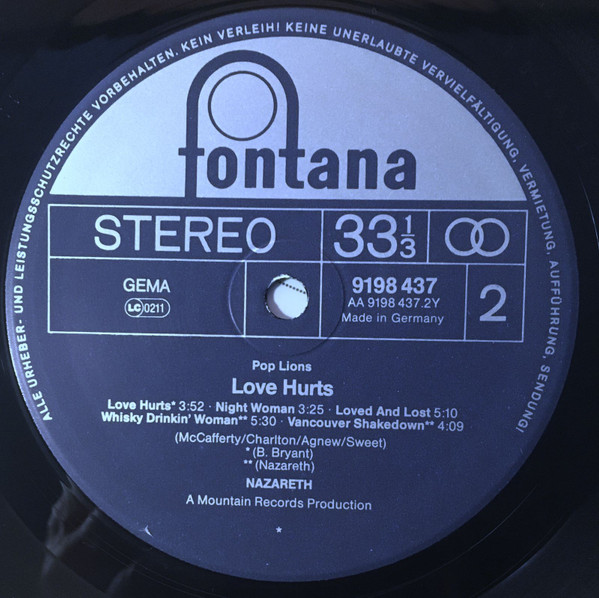 ALLE URHEBER- UND LEISTUNGSSCHUTZRECHTE VORBEHALTEN. KEIN VERLEIH! KEINE UNERLAUBTE VERVIELFÄLTIGUNG, VERMIETUNG, AUFFÜHRUNG, SENDUNG!
fontana
STEREO
33 1/3
GEMA
LC 0211
9198 437
AA 9198 437.2Y
Made in Germany
2
Pop Lions
Love Hurts
Love Hurts* 3:52 · Night Woman 3:25 · Loved And Lost 5:10
Whisky Drinkin' Woman** 5:30 · Vancouver Shakedown** 4:09
(McCafferty/Charlton/Agnew/Sweet)
* (B. Bryant)
** (Nazareth)
NAZARETH
A Mountain Records Production
*